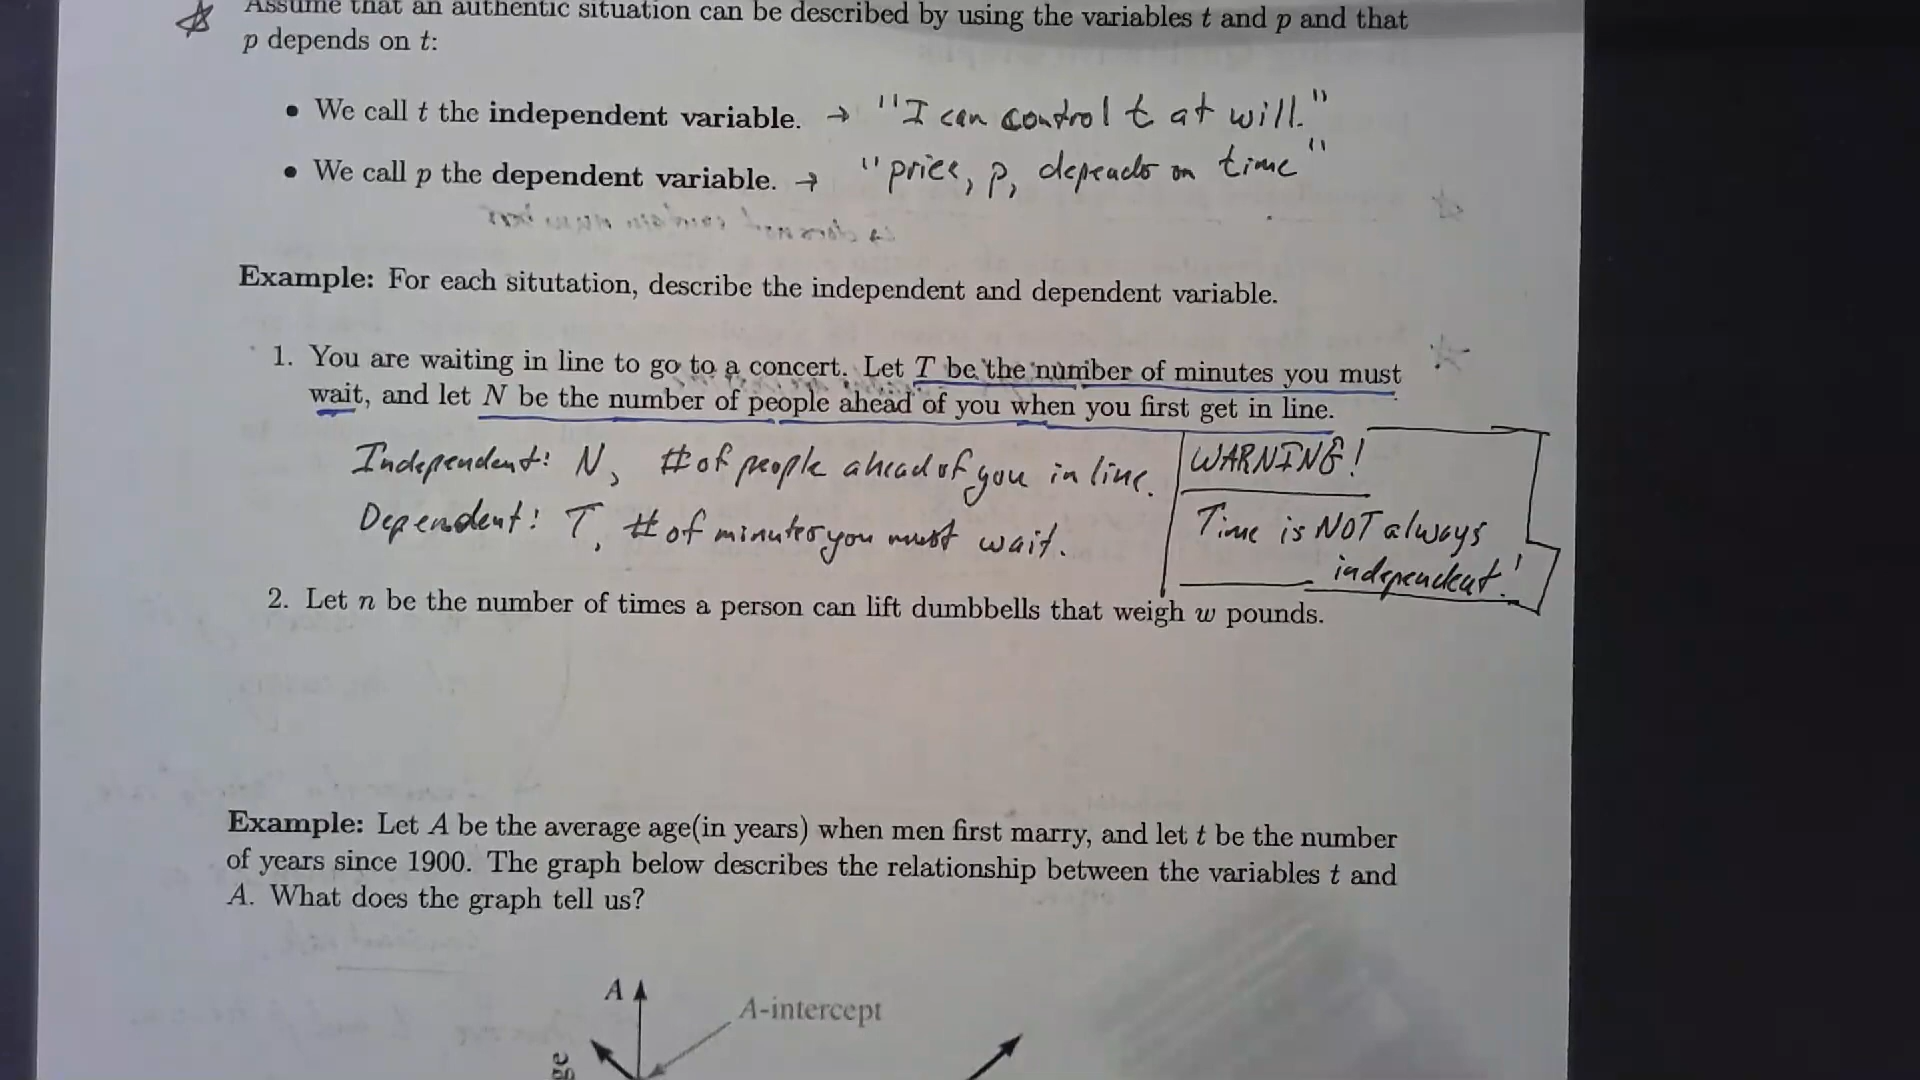 Assume that an authentic situation can be described by using the variables t and p and that
p depends on t:
• We call t the independent variable. → "I can control t at will."
• We call p the dependent variable. → "price, p, depends on time"
Example: For each situtation, describe the independent and dependent variable.
1. You are waiting in line to go to a concert. Let T be the number of minutes you must
wait, and let N be the number of people ahead of you when you first get in line.
Independent: N, # of people ahead of you in line.
Dependent: T, # of minutes you must wait.
WARNING!
Time is NOT always
independent!
2. Let n be the number of times a person can lift dumbbells that weigh w pounds.
Example: Let A be the average age(in years) when men first marry, and let t be the number
of years since 1900. The graph below describes the relationship between the variables t and
A. What does the graph tell us?
A
A-intercept